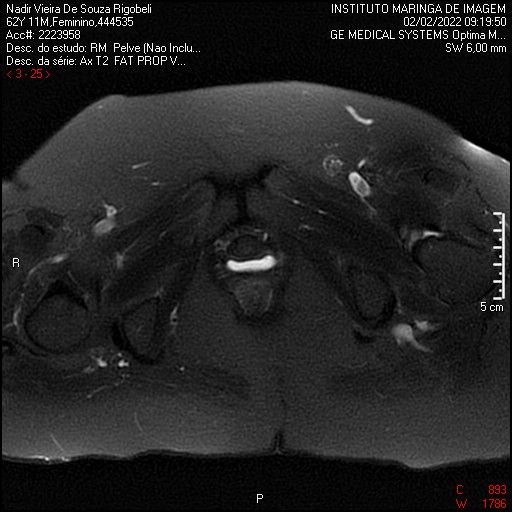 Nadir Vieira De Souza Rigobeli
62Y 11M,Feminino,444535
Acc#: 2223958
Desc. do estudo: RM Pelve (Nao Inclu...
Desc. da série: Ax T2 FAT PROP V...
< 3 - 25 >
INSTITUTO MARINGA DE IMAGEM
02/02/2022 09:19:50
GE MEDICAL SYSTEMS Optima M...
SW 6,00 mm
R
5 cm
P
C 893
W 1786